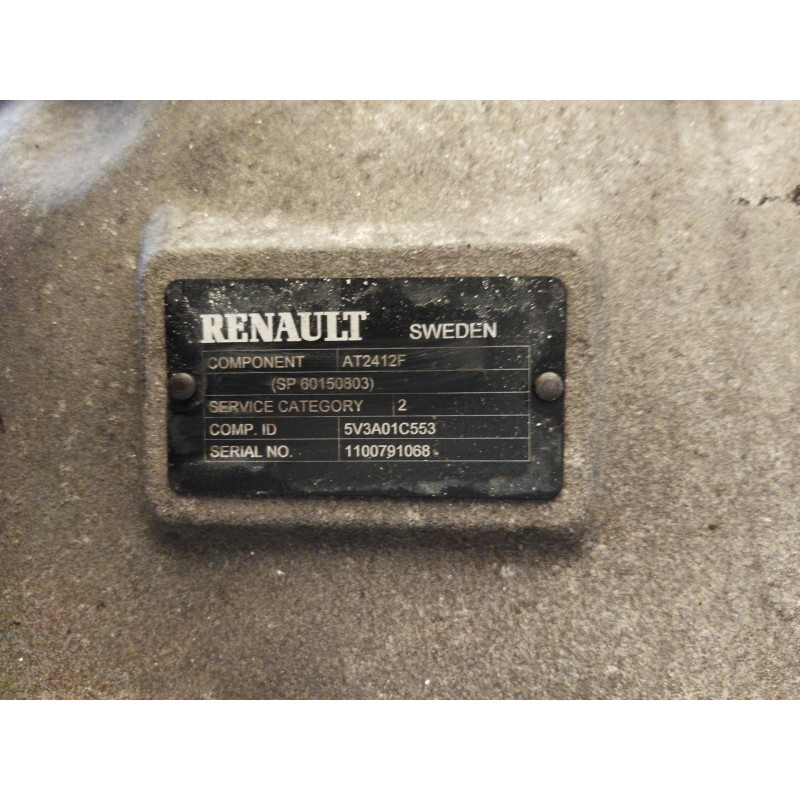 RENAULT SWEDEN
COMPONENT AT2412F
(SP 60150803)
SERVICE CATEGORY 2
COMP. ID 5V3A01C553
SERIAL NO. 1100791068